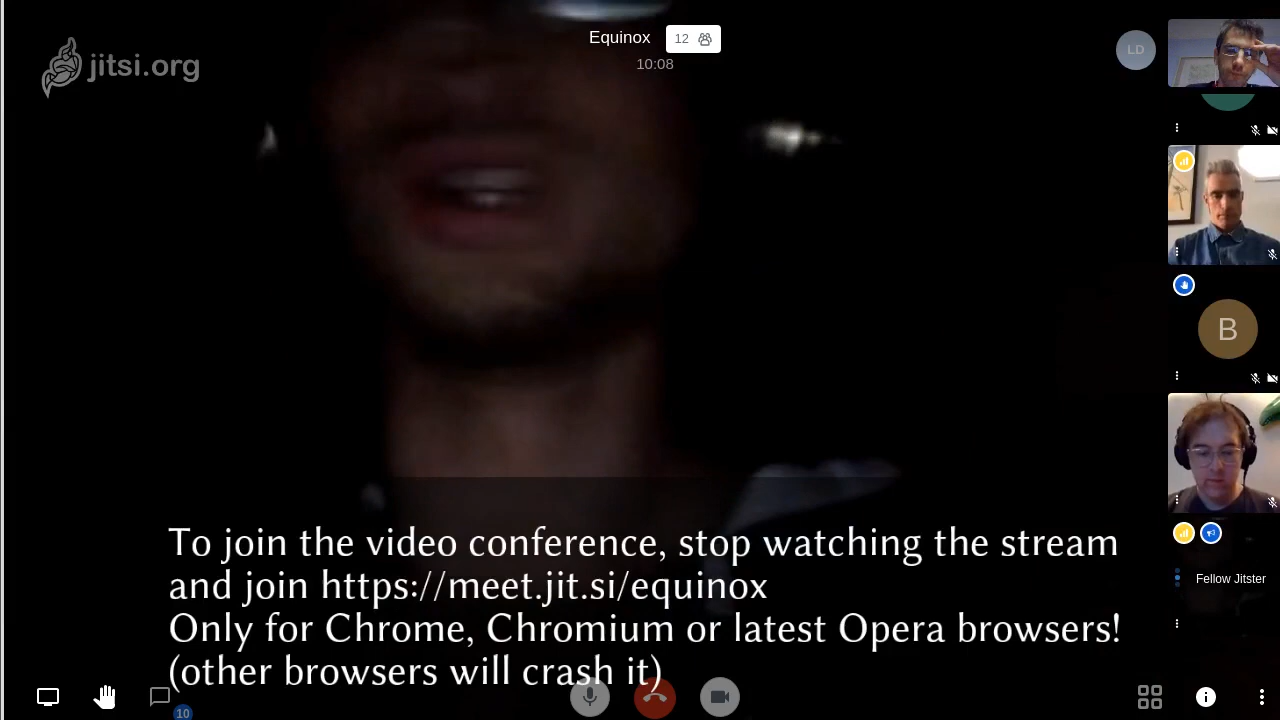 jitsi.org
Equinox 12
10:08
LD
B
Fellow Jitster
To join the video conference, stop watching the stream
and join https://meet.jit.si/equinox
Only for Chrome, Chromium or latest Opera browsers!
(other browsers will crash it)
10